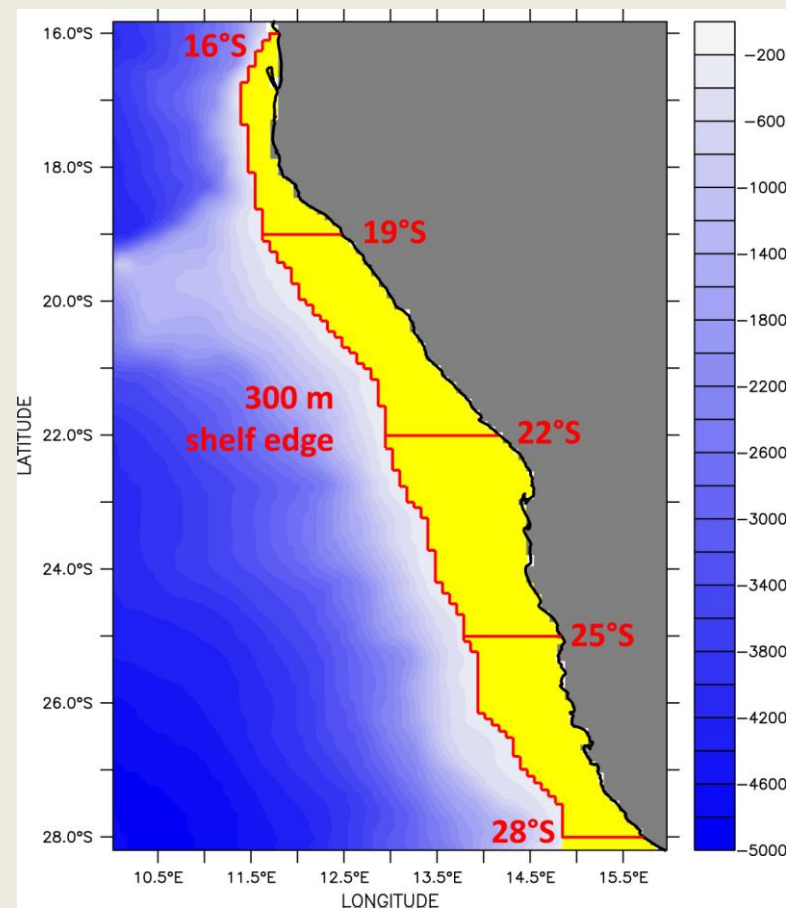 16.0°S
18.0°S
20.0°S
22.0°S
24.0°S
26.0°S
28.0°S
LATITUDE
16°S
19°S
300 m
shelf edge
22°S
25°S
28°S
10.5°E
11.5°E
12.5°E
13.5°E
14.5°E
15.5°E
LONGITUDE
-200
-600
-1000
-1400
-1800
-2200
-2600
-3000
-3400
-3800
-4200
-4600
-5000